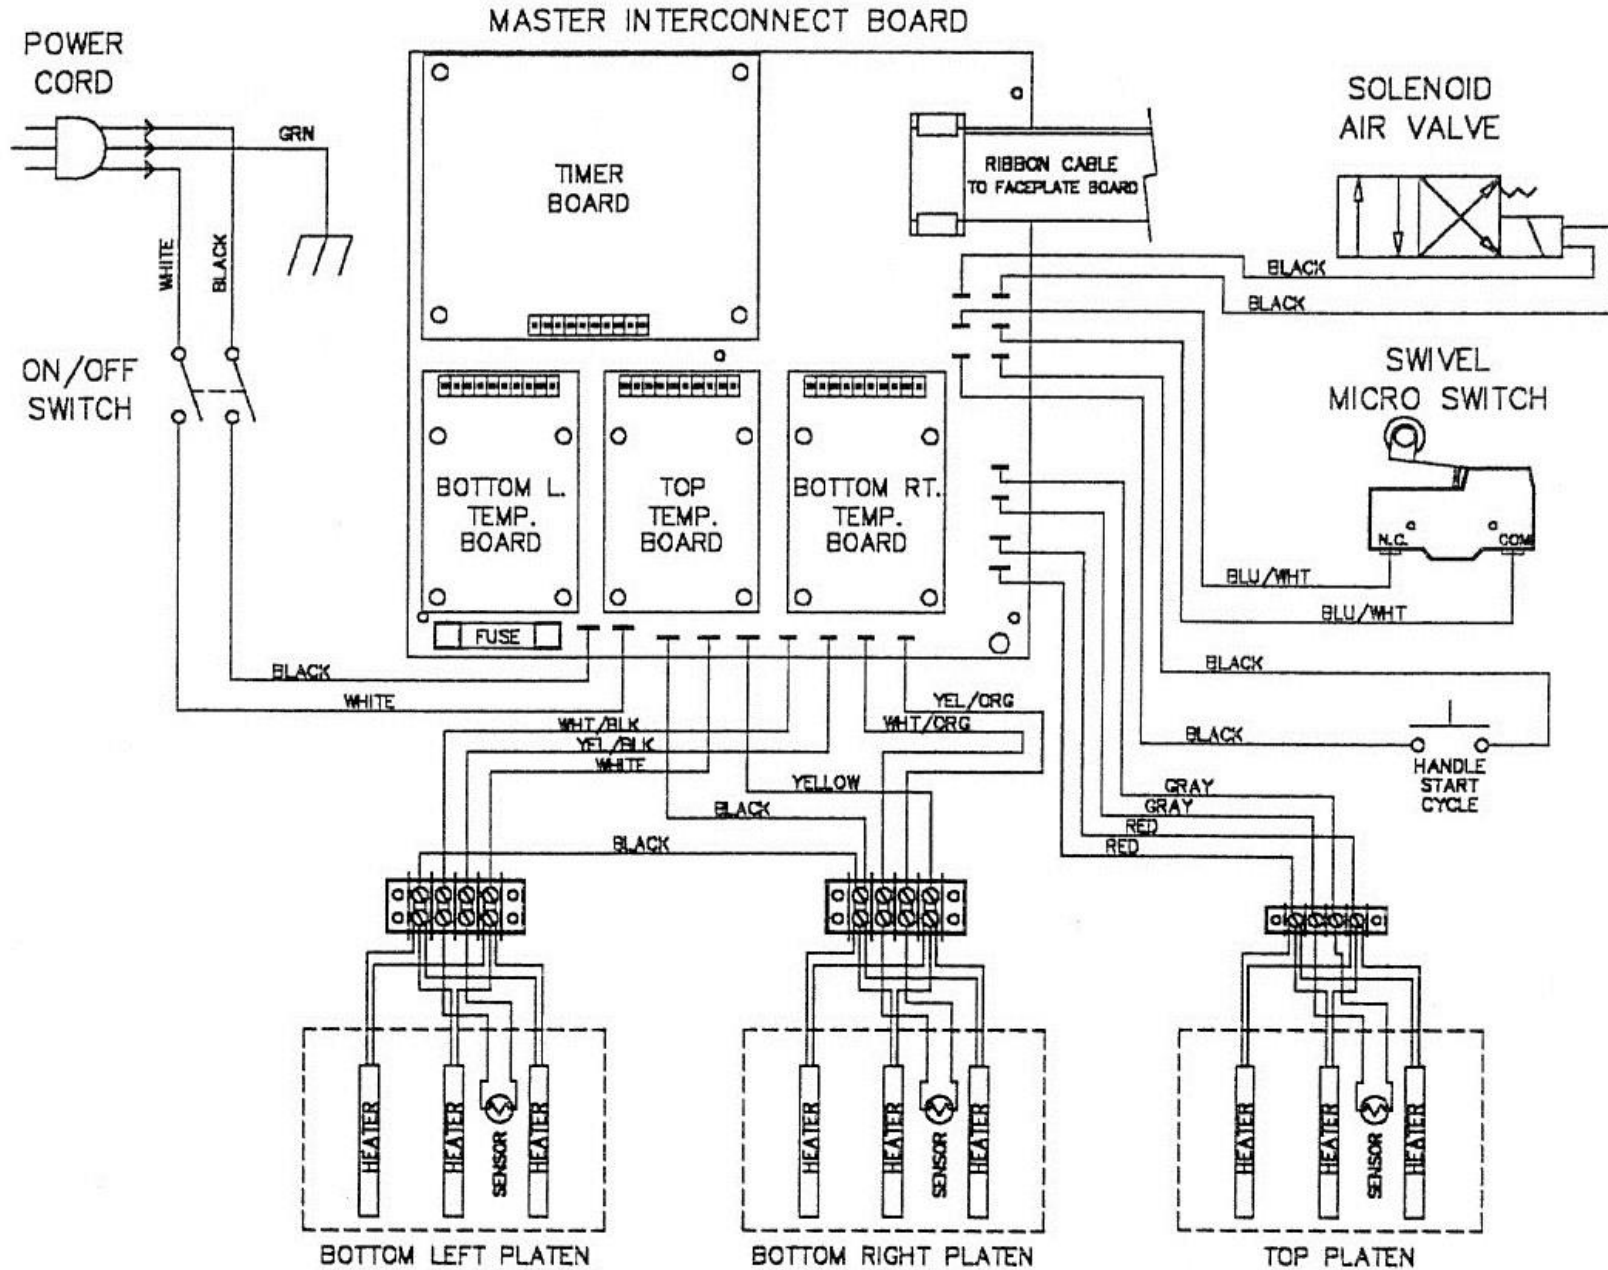 MASTER INTERCONNECT BOARD
POWER
CORD
GRN
WHITE
BLACK
ON/OFF
SWITCH
TIMER
BOARD
RIBBON CABLE
TO FACEPLATE BOARD
SOLENOID
AIR VALVE
BLACK
BLACK
SWIVEL
MICRO SWITCH
N.C.
COM
BLU/WHT
BLU/WHT
BOTTOM L.
TEMP.
BOARD
TOP
TEMP.
BOARD
BOTTOM RT.
TEMP.
BOARD
FUSE
BLACK
WHITE
BLACK
BLACK
HANDLE
START
CYCLE
WHT/BLK
YEL/BLK
WHITE
YEL/ORG
WHT/ORG
YELLOW
BLACK
BLACK
GRAY
GRAY
RED
RED
HEATER
HEATER
SENSOR
HEATER
HEATER
HEATER
SENSOR
HEATER
HEATER
HEATER
SENSOR
HEATER
BOTTOM LEFT PLATEN
BOTTOM RIGHT PLATEN
TOP PLATEN